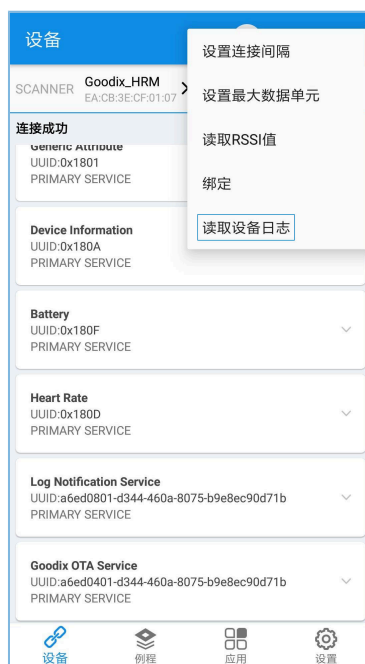 设备
设置连接间隔
SCANNER
Goodix_HRM
EA:CB:3E:CF:01:07
设置最大数据单元
连接成功
读取RSSI值
Generic Attribute
UUID:0x1801
PRIMARY SERVICE
绑定
读取设备日志
Device Information
UUID:0x180A
PRIMARY SERVICE
Battery
UUID:0x180F
PRIMARY SERVICE
Heart Rate
UUID:0x180D
PRIMARY SERVICE
Log Notification Service
UUID:a6ed0801-d344-460a-8075-b9e8ec90d71b
PRIMARY SERVICE
Goodix OTA Service
UUID:a6ed0401-d344-460a-8075-b9e8ec90d71b
PRIMARY SERVICE
设备
例程
应用
设置